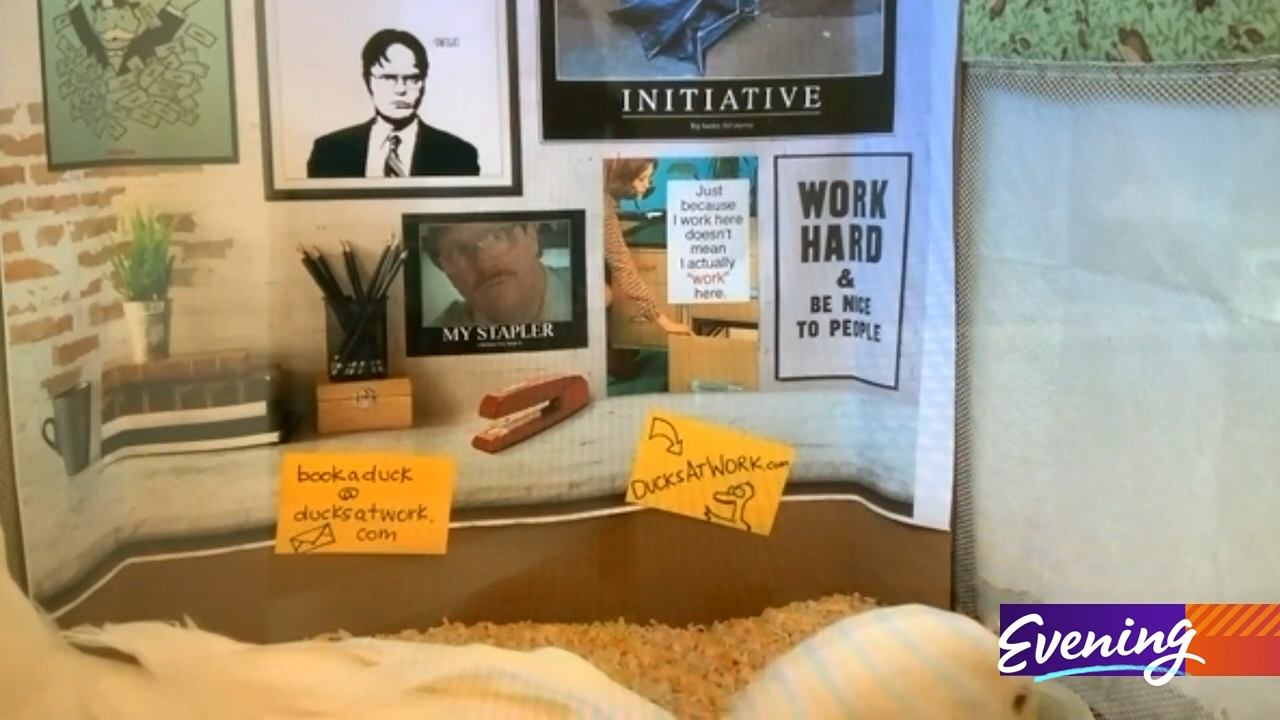 -DWIGHT
INITIATIVE
Just
because
I work here
doesn't
mean
I actually
"work"
here.
WORK
HARD
&
BE NICE
TO PEOPLE
MY STAPLER
bookaduck
@
ducksatwork.
com
DUCKSATWORK.com
Evening